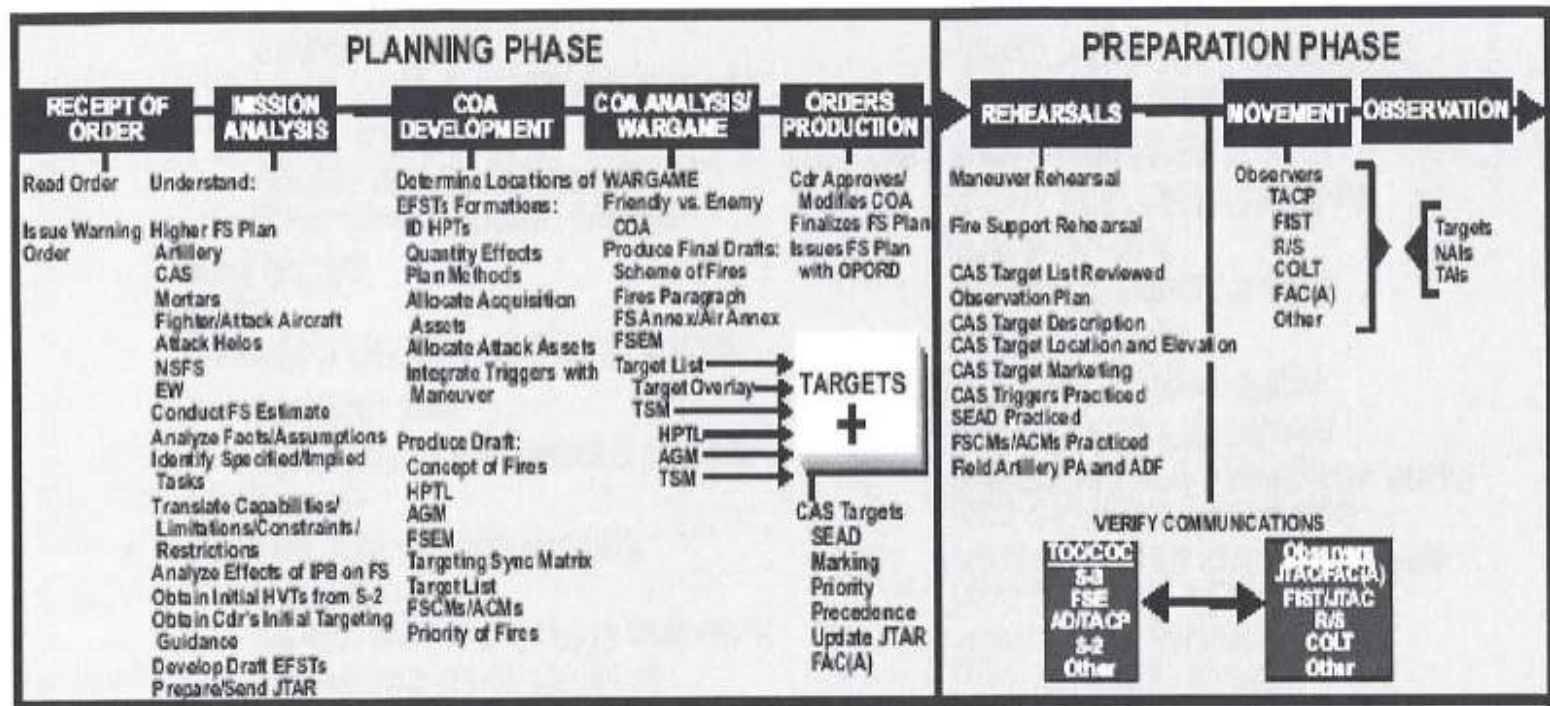 PLANNING PHASE
RECEIPT OF
ORDER
MISSION
ANALYSIS
COA
DEVELOPMENT
COA ANALYSIS/
WARGAME
ORDERS
PRODUCTION
Read Order
Issue Warning
Order
Understand:
Higher FS Plan
Artillery
CAS
Mortars
Fighter/Attack Aircraft
Attack Helos
NSFS
EW
Conduct FS Estimate
Analyze Facts/Assumptions
Identify Specified/Implied
Tasks
Translate Capabilities/
Limitations/Constraints/
Restrictions
Analyze Effects of IPB on FS
Obtain Initial HVTs from S-2
Obtain Cdr's Initial Targeting
Guidance
Develop Draft EFSTs
Prepare/Send JTAR
Determine Locations of
EFSTs Formations:
ID HPTs
Quantity Effects
Plan Methods
Allocate Acquisition
Assets
Allocate Attack Assets
Integrate Triggers with
Maneuver
Produce Draft:
Concept of Fires
HPTL
AGM
FSEM
Targeting Sync Matrix
Target List
FSCMs/ACMs
Priority of Fires
WARGAME
Friendly vs. Enemy
COA
Produce Final Drafts:
Scheme of Fires
Fires Paragraph
FS Annex/Air Annex
FSEM
Target List
Target Overlay
TSM
HPTL
AGM
TSM
Cdr Approves/
Modifies COA
Finalizes FS Plan
Issues FS Plan
with OPORD
TARGETS
+
CAS Targets
SEAD
Marking
Priority
Precedence
Update JTAR
FAC(A)
PREPARATION PHASE
REHEARSALS
MOVEMENT
OBSERVATION
Maneuver Rehearsal
Fire Support Rehearsal
CAS Target List Reviewed
Observation Plan
CAS Target Description
CAS Target Location and Elevation
CAS Target Marketing
CAS Triggers Practiced
SEAD Practiced
FSCMs/ACMs Practiced
Field Artillery PA and ADF
Observers
TACP
FIST
R/S
COLT
FAC(A)
Other
Targets
NAIs
TAIs
VERIFY COMMUNICATIONS
TOC/COC
S-3
FSE
AD/TACP
S-2
Other
Observers
JTAC/FAC(A)
FIST/JTAC
R/S
COLT
Other